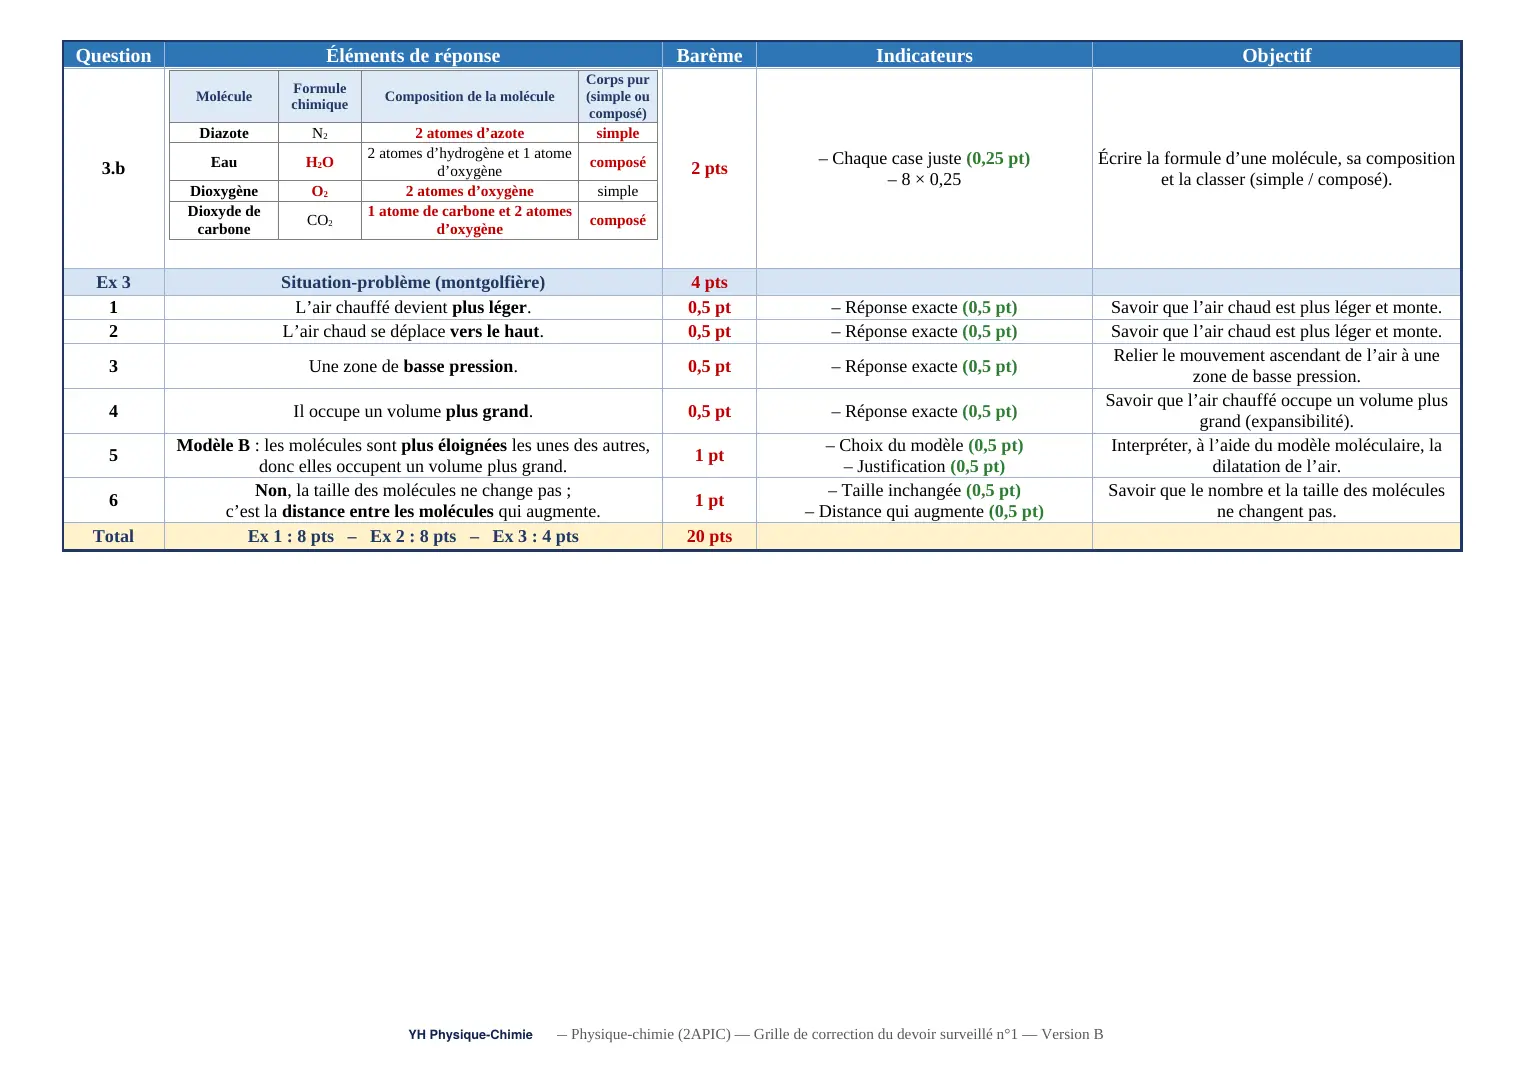 Question Éléments de réponse Barème Indicateurs Objectif
Molécule Formule chimique Composition de la molécule Corps pur (simple ou composé)
Diazote N₂ 2 atomes d’azote simple
Eau H₂O 2 atomes d’hydrogène et 1 atome d’oxygène composé
Dioxygène O₂ 2 atomes d’oxygène simple
Dioxyde de carbone CO₂ 1 atome de carbone et 2 atomes d’oxygène composé
3.b
2 pts
– Chaque case juste (0,25 pt)
– 8 × 0,25
Écrire la formule d’une molécule, sa composition
et la classer (simple / composé).
Ex 3 Situation-problème (montgolfière) 4 pts
1 L’air chauffé devient plus léger. 0,5 pt – Réponse exacte (0,5 pt) Savoir que l’air chaud est plus léger et monte.
2 L’air chaud se déplace vers le haut. 0,5 pt – Réponse exacte (0,5 pt) Savoir que l’air chaud est plus léger et monte.
3 Une zone de basse pression. 0,5 pt – Réponse exacte (0,5 pt) Relier le mouvement ascendant de l’air à une
zone de basse pression.
4 Il occupe un volume plus grand. 0,5 pt – Réponse exacte (0,5 pt) Savoir que l’air chauffé occupe un volume plus
grand (expansibilité).
5 Modèle B : les molécules sont plus éloignées les unes des autres,
donc elles occupent un volume plus grand.
1 pt
– Choix du modèle (0,5 pt)
– Justification (0,5 pt)
Interpréter, à l’aide du modèle moléculaire, la
dilatation de l’air.
6 Non, la taille des molécules ne change pas ;
c’est la distance entre les molécules qui augmente.
1 pt
– Taille inchangée (0,5 pt)
– Distance qui augmente (0,5 pt)
Savoir que le nombre et la taille des molécules
ne changent pas.
Total Ex 1 : 8 pts – Ex 2 : 8 pts – Ex 3 : 4 pts 20 pts
YH Physique-Chimie – Physique-chimie (2APIC) — Grille de correction du devoir surveillé n°1 — Version B